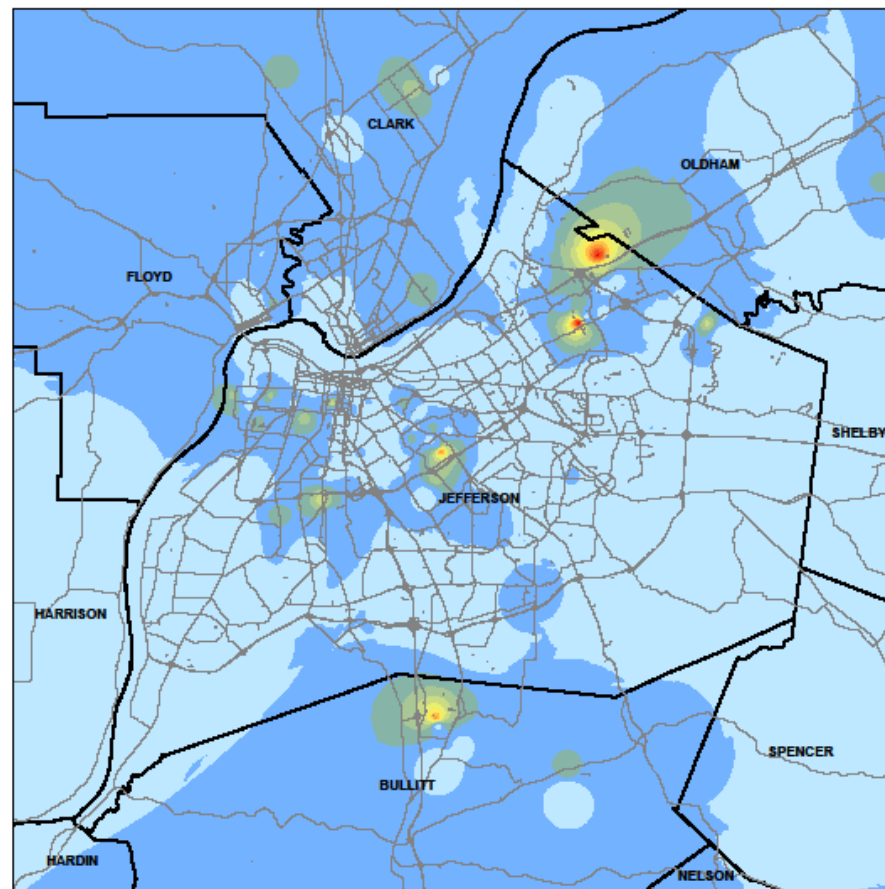 CLARK
OLDHAM
FLOYD
SHELBY
JEFFERSON
HARRISON
SPENCER
BULLITT
HARDIN
NELSON